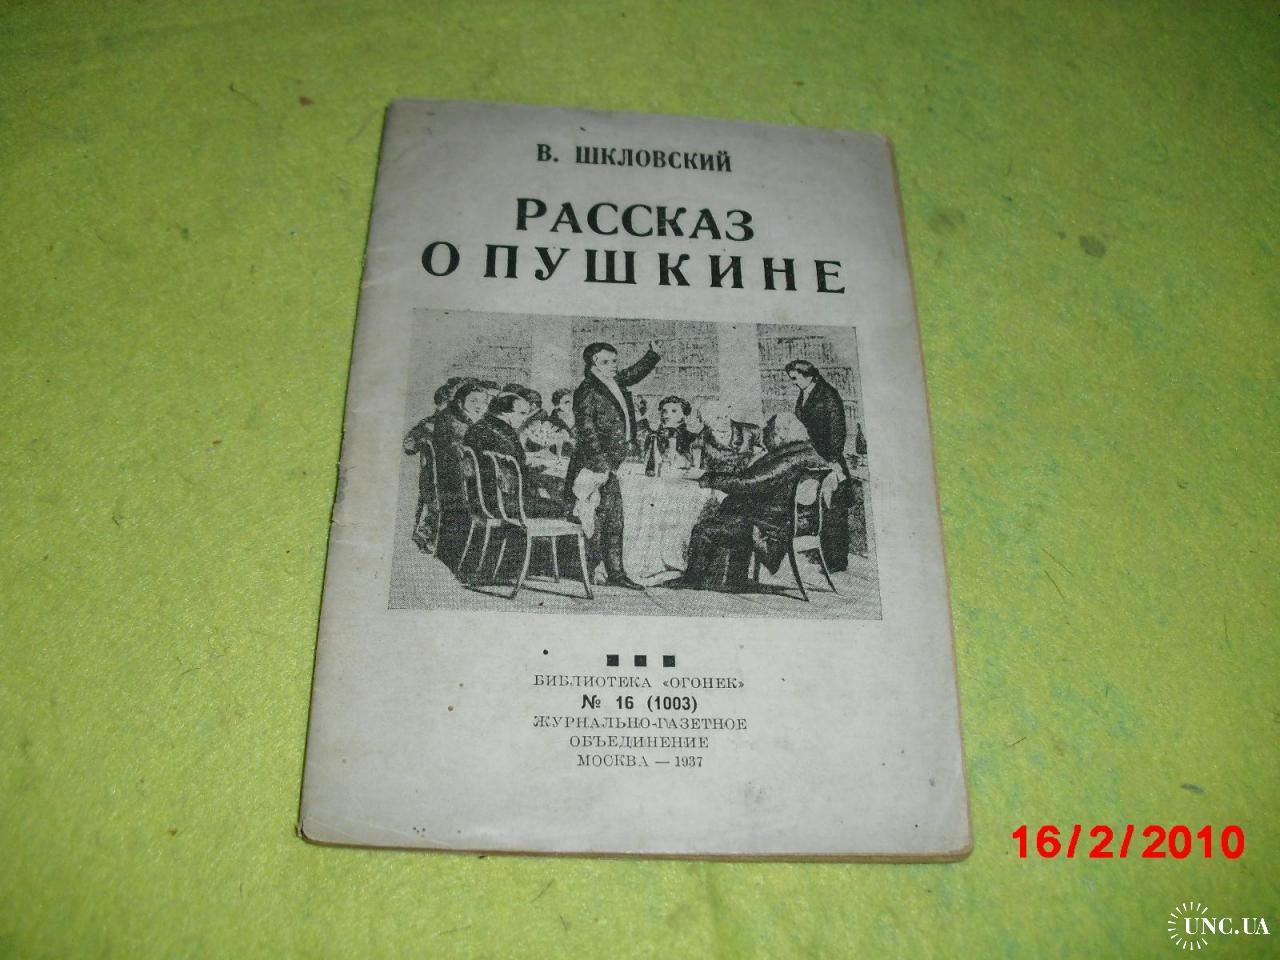 В. ШКЛОВСКИЙ
РАССКАЗ
О ПУШКИНЕ
БИБЛИОТЕКА «ОГОНЕК»
№ 16 (1003)
ЖУРНАЛЬНО-ГАЗЕТНОЕ
ОБЪЕДИНЕНИЕ
МОСКВА — 1937
16/2/2010
UNC.UA